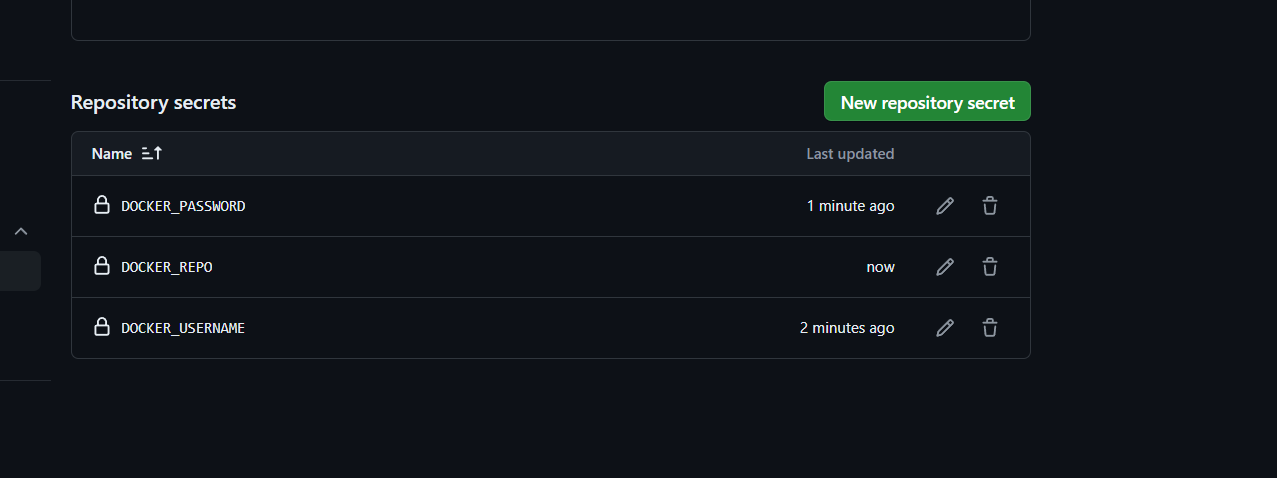 Repository secrets
New repository secret
Name
Last updated
DOCKER_PASSWORD
1 minute ago
DOCKER_REPO
now
DOCKER_USERNAME
2 minutes ago